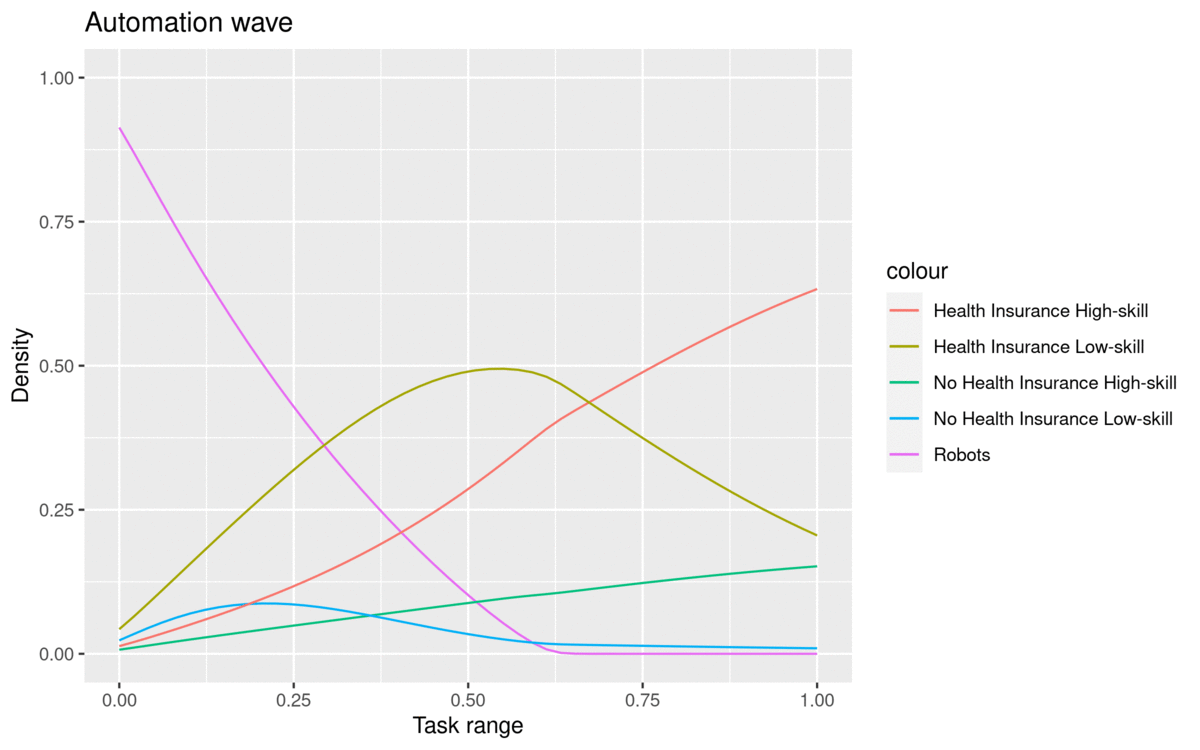 Automation wave
1.00
0.75
0.50
0.25
0.00
Density
0.00 0.25 0.50 0.75 1.00
Task range
colour
Health Insurance High-skill
Health Insurance Low-skill
No Health Insurance High-skill
No Health Insurance Low-skill
Robots